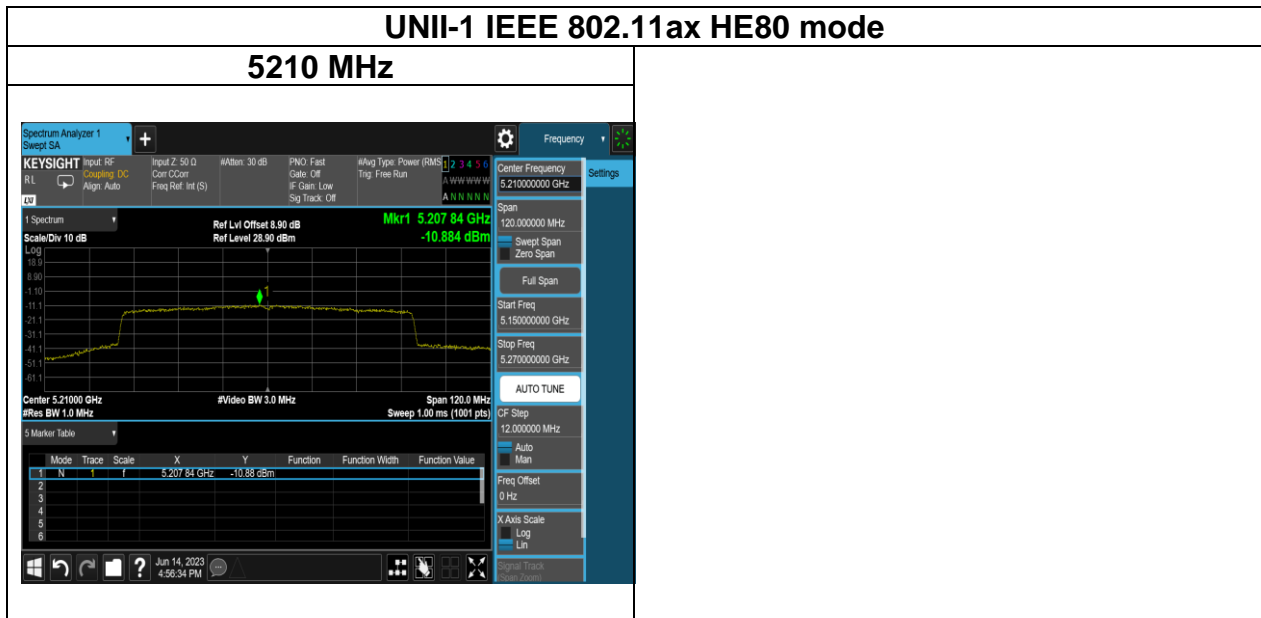 UNII-1 IEEE 802.11ax HE80 mode
5210 MHz
Spectrum Analyzer 1
Swept SA
+
Frequency
KEYSIGHT
RL
LXI
Input: RF
Coupling: DC
Align: Auto
Input Z: 50 Ω
Corr CCorr
Freq Ref: Int (S)
#Atten: 30 dB
PNO: Fast
Gate: Off
IF Gain: Low
Sig Track: Off
#Avg Type: Power (RMS
Trig: Free Run
1 2 3 4 5 6
A W W W W W
A N N N N N
1 Spectrum
Scale/Div 10 dB
Ref Lvl Offset 8.90 dB
Ref Level 28.90 dBm
Mkr1 5.207 84 GHz
-10.884 dBm
Log
18.9
8.90
-1.10
-11.1
-21.1
-31.1
-41.1
-51.1
-61.1
1
Center 5.21000 GHz
#Res BW 1.0 MHz
#Video BW 3.0 MHz
Span 120.0 MHz
Sweep 1.00 ms (1001 pts)
5 Marker Table
Mode Trace Scale X Y Function Function Width Function Value
1 N 1 f 5.207 84 GHz -10.88 dBm
2
3
4
5
6
Jun 14, 2023
4:56:34 PM
?
Center Frequency
5.210000000 GHz
Span
120.000000 MHz
Swept Span
Zero Span
Full Span
Start Freq
5.150000000 GHz
Stop Freq
5.270000000 GHz
AUTO TUNE
CF Step
12.000000 MHz
Auto
Man
Freq Offset
0 Hz
X Axis Scale
Log
Lin
Signal Track
(Span Zoom)
Settings